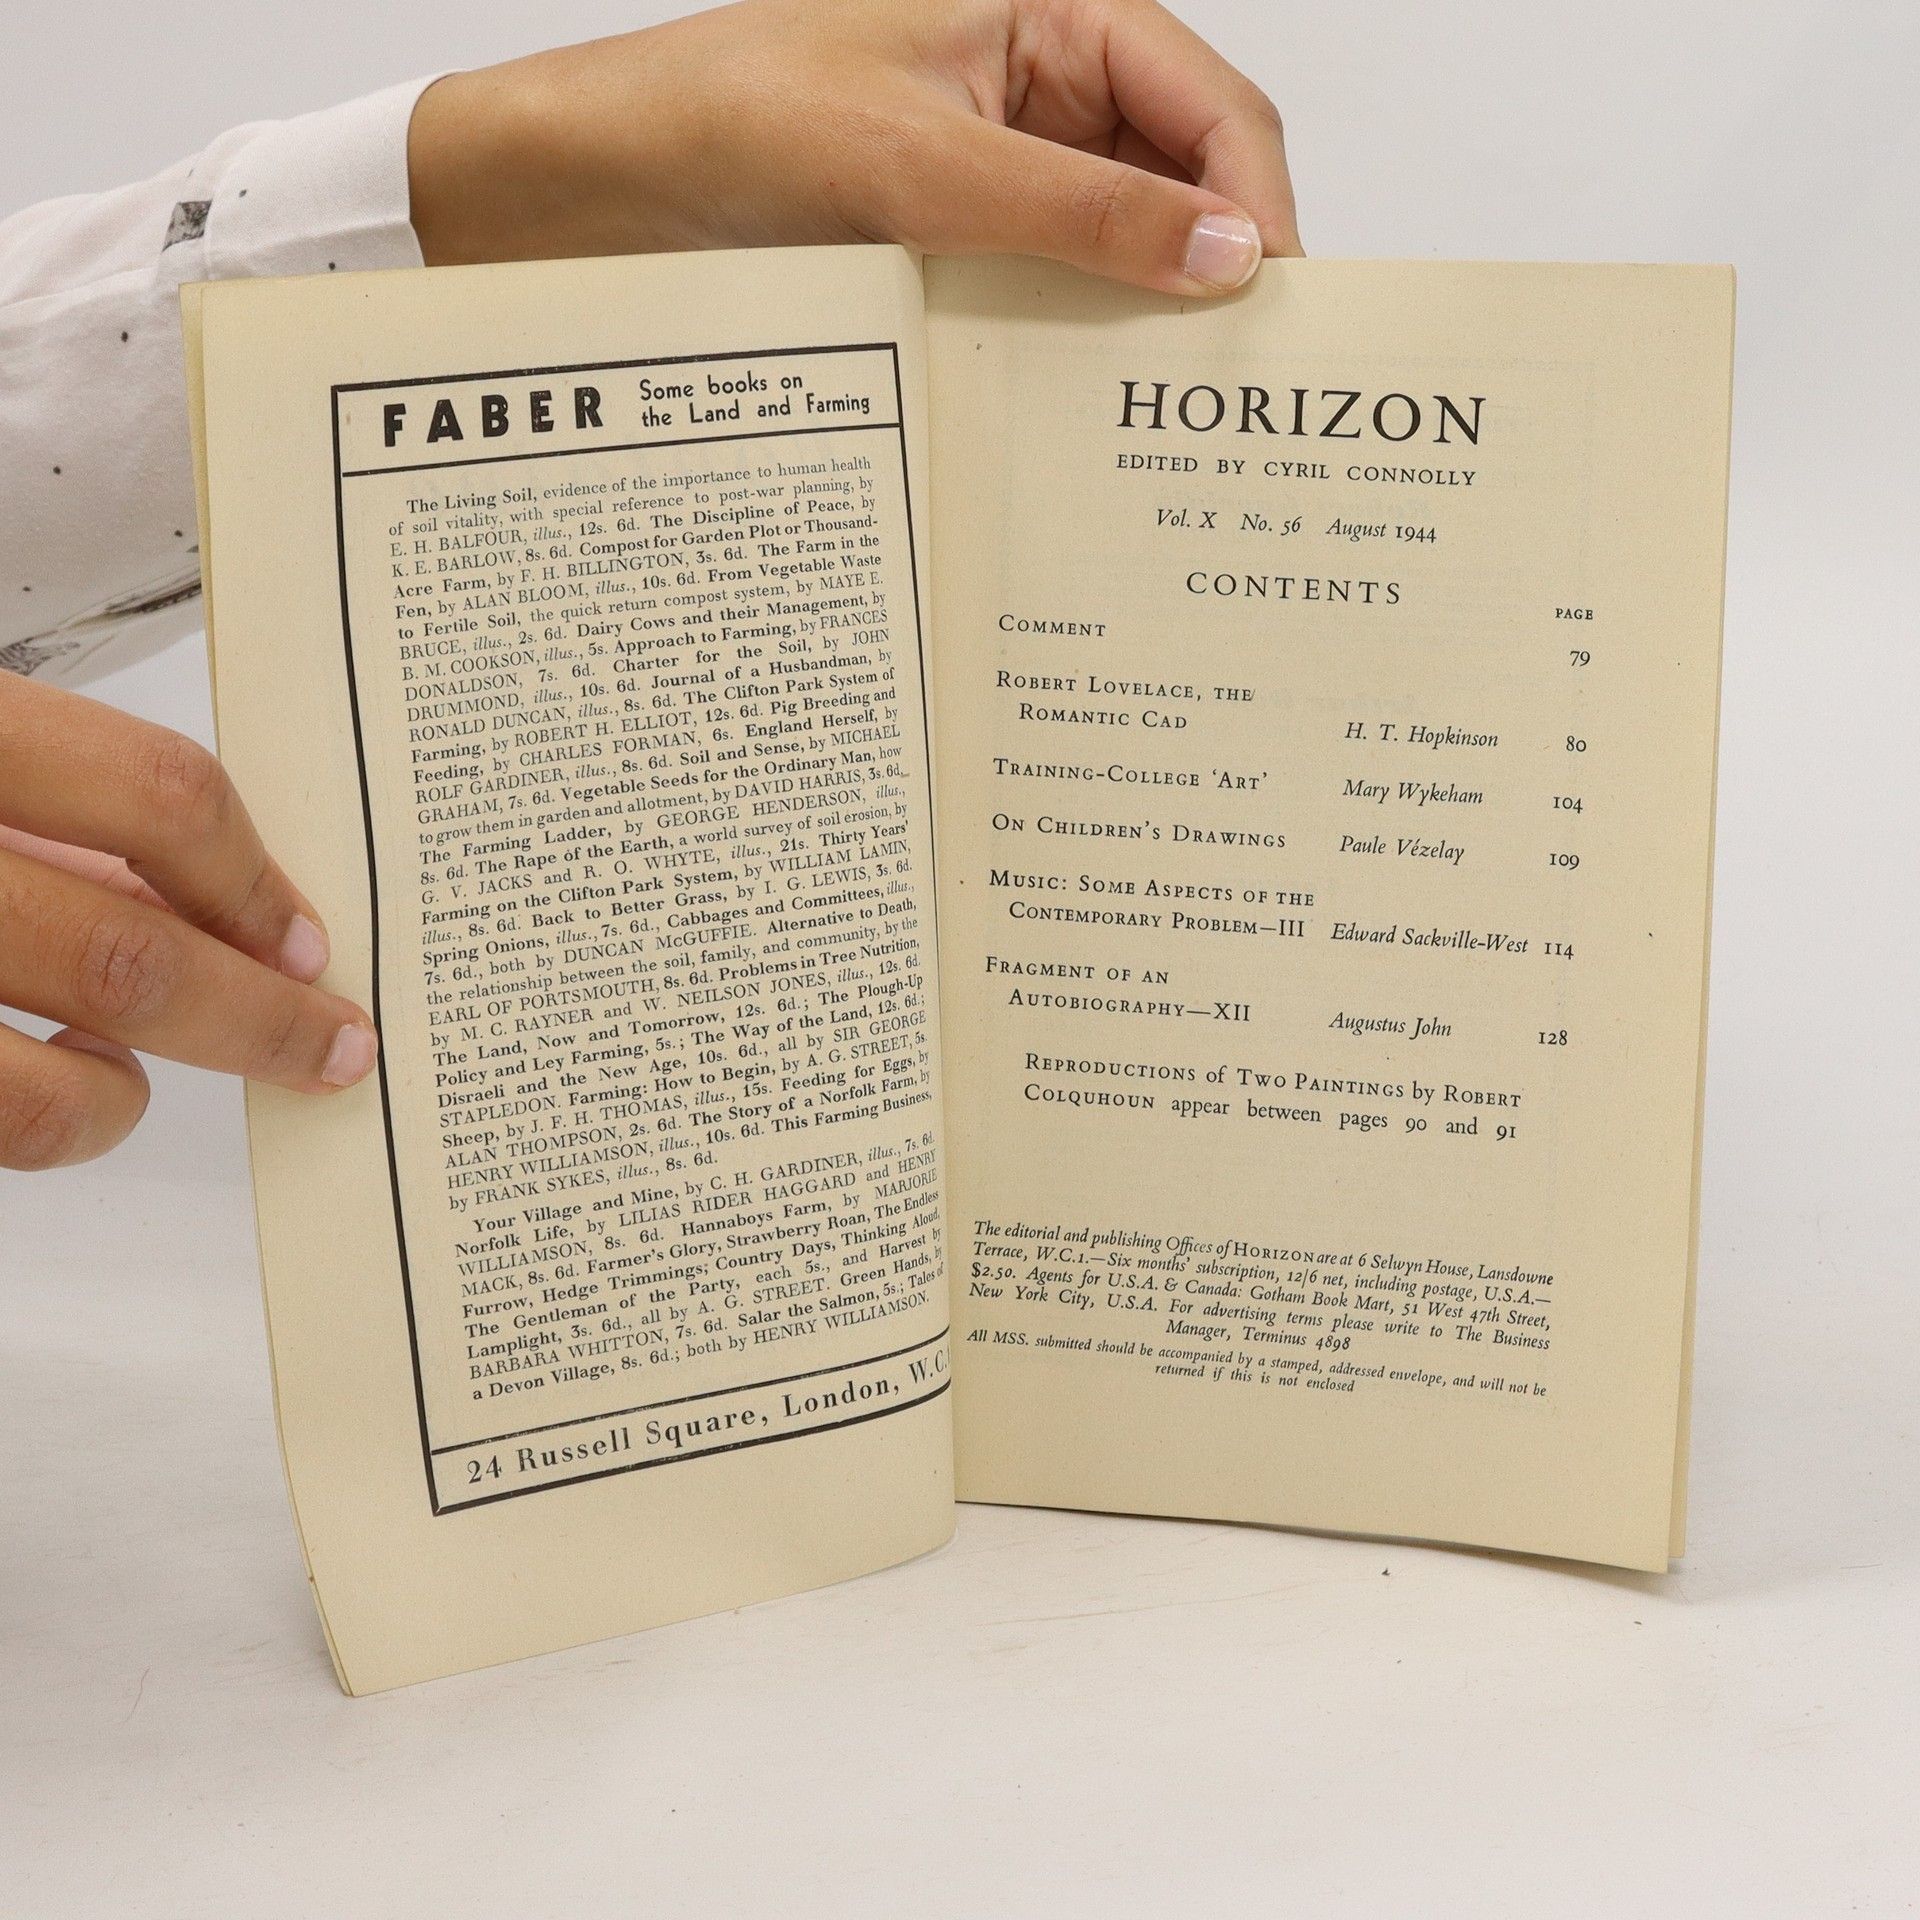 FABER Some books on
the Land and Farming
The Living Soil, evidence of the importance to human health
of soil vitality, with special reference to post-war planning, by
E. H. BALFOUR, illus., 12s. 6d. The Discipline of Peace, by
K. E. BARLOW, 8s. 6d. Compost for Garden Plot or Thousand-
Acre Farm, by F. H. BILLINGTON, 3s. 6d. The Farm in the
Fen, by ALAN BLOOM, illus., 10s. 6d. From Vegetable Waste
to Fertile Soil, the quick return compost system, by MAYE E.
BRUCE, illus., 2s. 6d. Dairy Cows and their Management, by
B. M. COOKSON, illus., 5s. Approach to Farming, by FRANCES
DONALDSON, 7s. 6d. Charter for the Soil, by JOHN
DRUMMOND, illus., 10s. 6d. Journal of a Husbandman, by
RONALD DUNCAN, illus., 8s. 6d. The Clifton Park System of
Farming, by ROBERT H. ELLIOT, 12s. 6d. Pig Breeding and
Feeding, by CHARLES FORMAN, 6s. England Herself, by
ROLF GARDINER, illus., 8s. 6d. Soil and Sense, by MICHAEL
GRAHAM, 7s. 6d. Vegetable Seeds for the Ordinary Man, how
to grow them in garden and allotment, by DAVID HARRIS, 3s. 6d.
The Farming Ladder, by GEORGE HENDERSON, illus.,
8s. 6d. The Rape of the Earth, a world survey of soil erosion, by
G. V. JACKS and R. O. WHYTE, illus., 21s. Thirty Years'
Farming on the Clifton Park System, by WILLIAM LAMIN,
illus., 8s. 6d. Back to Better Grass, by I. G. LEWIS, 3s. 6d.
Spring Onions, illus., 7s. 6d., Cabbages and Committees, illus.,
7s. 6d., both by DUNCAN McGUFFIE. Alternative to Death,
the relationship between the soil, family, and community, by the
EARL OF PORTSMOUTH, 8s. 6d. Problems in Tree Nutrition,
by M. C. RAYNER and W. NEILSON JONES, illus., 12s. 6d.
The Land, Now and Tomorrow, 12s. 6d.; The Plough-Up
Policy and Ley Farming, 5s.; The Way of the Land, 12s. 6d.;
Disraeli and the New Age, 10s. 6d., all by SIR GEORGE
STAPLEDON. Farming: How to Begin, by A. G. STREET, 5s.
Sheep, by J. F. H. THOMAS, illus., 15s. Feeding for Eggs, by
ALAN THOMPSON, 2s. 6d. The Story of a Norfolk Farm, by
HENRY WILLIAMSON, illus., 10s. 6d. This Farming Business,
by FRANK SYKES, illus., 8s. 6d.
Your Village and Mine, by C. H. GARDINER, illus., 7s. 6d.
Norfolk Life, by LILIAS RIDER HAGGARD and HENRY
WILLIAMSON, 8s. 6d. Hannaboys Farm, by MARJORIE
MACK, 8s. 6d. Farmer's Glory, Strawberry Roan, The Endless
Furrow, Hedge Trimmings; Country Days, Thinking Aloud,
The Gentleman of the Party, each 5s., and Harvest by
Lamplight, 3s. 6d., all by A. G. STREET. Green Hands, by
BARBARA WHITTON, 7s. 6d. Salar the Salmon, 5s.; Tales of
a Devon Village, 8s. 6d.; both by HENRY WILLIAMSON.
24 Russell Square, London, W.C.
HORIZON
EDITED BY CYRIL CONNOLLY
Vol. X No. 56 August 1944
CONTENTS
PAGE
COMMENT 79
ROBERT LOVELACE, THE
ROMANTIC CAD H. T. Hopkinson 80
TRAINING-COLLEGE 'ART' Mary Wykeham 104
ON CHILDREN'S DRAWINGS Paule Vézelay 109
MUSIC: SOME ASPECTS OF THE
CONTEMPORARY PROBLEM—III Edward Sackville-West 114
FRAGMENT OF AN
AUTOBIOGRAPHY—XII Augustus John 128
REPRODUCTIONS of TWO PAINTINGS by ROBERT
COLQUHOUN appear between pages 90 and 91
The editorial and publishing Offices of HORIZON are at 6 Selwyn House, Lansdowne
Terrace, W.C.1.—Six months' subscription, 12/6 net, including postage, U.S.A.—
$2.50. Agents for U.S.A. & Canada: Gotham Book Mart, 51 West 47th Street,
New York City, U.S.A. For advertising terms please write to The Business
Manager, Terminus 4898
All MSS. submitted should be accompanied by a stamped, addressed envelope, and will not be
returned if this is not enclosed